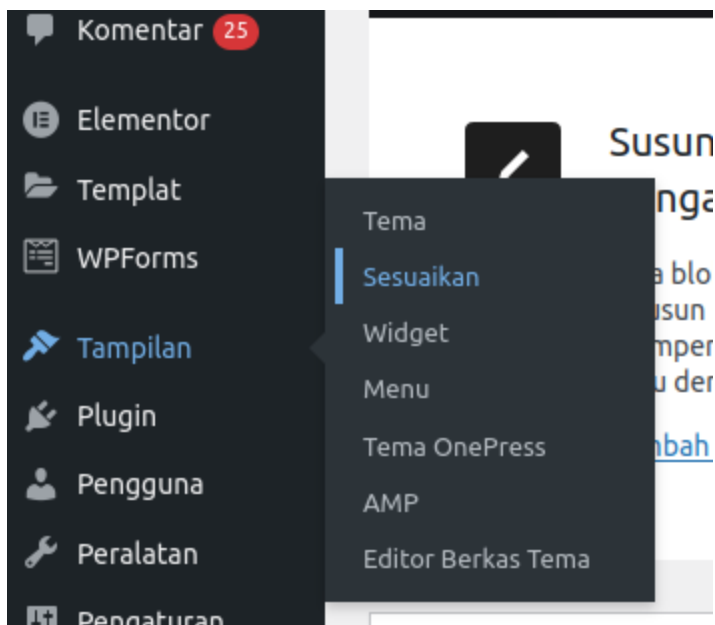 Komentar 25
Elementor
Templat
WPForms
Tampilan
Plugin
Pengguna
Peralatan
Pengaturan
Tema
Sesuaikan
Widget
Menu
Tema OnePress
AMP
Editor Berkas Tema
Susun